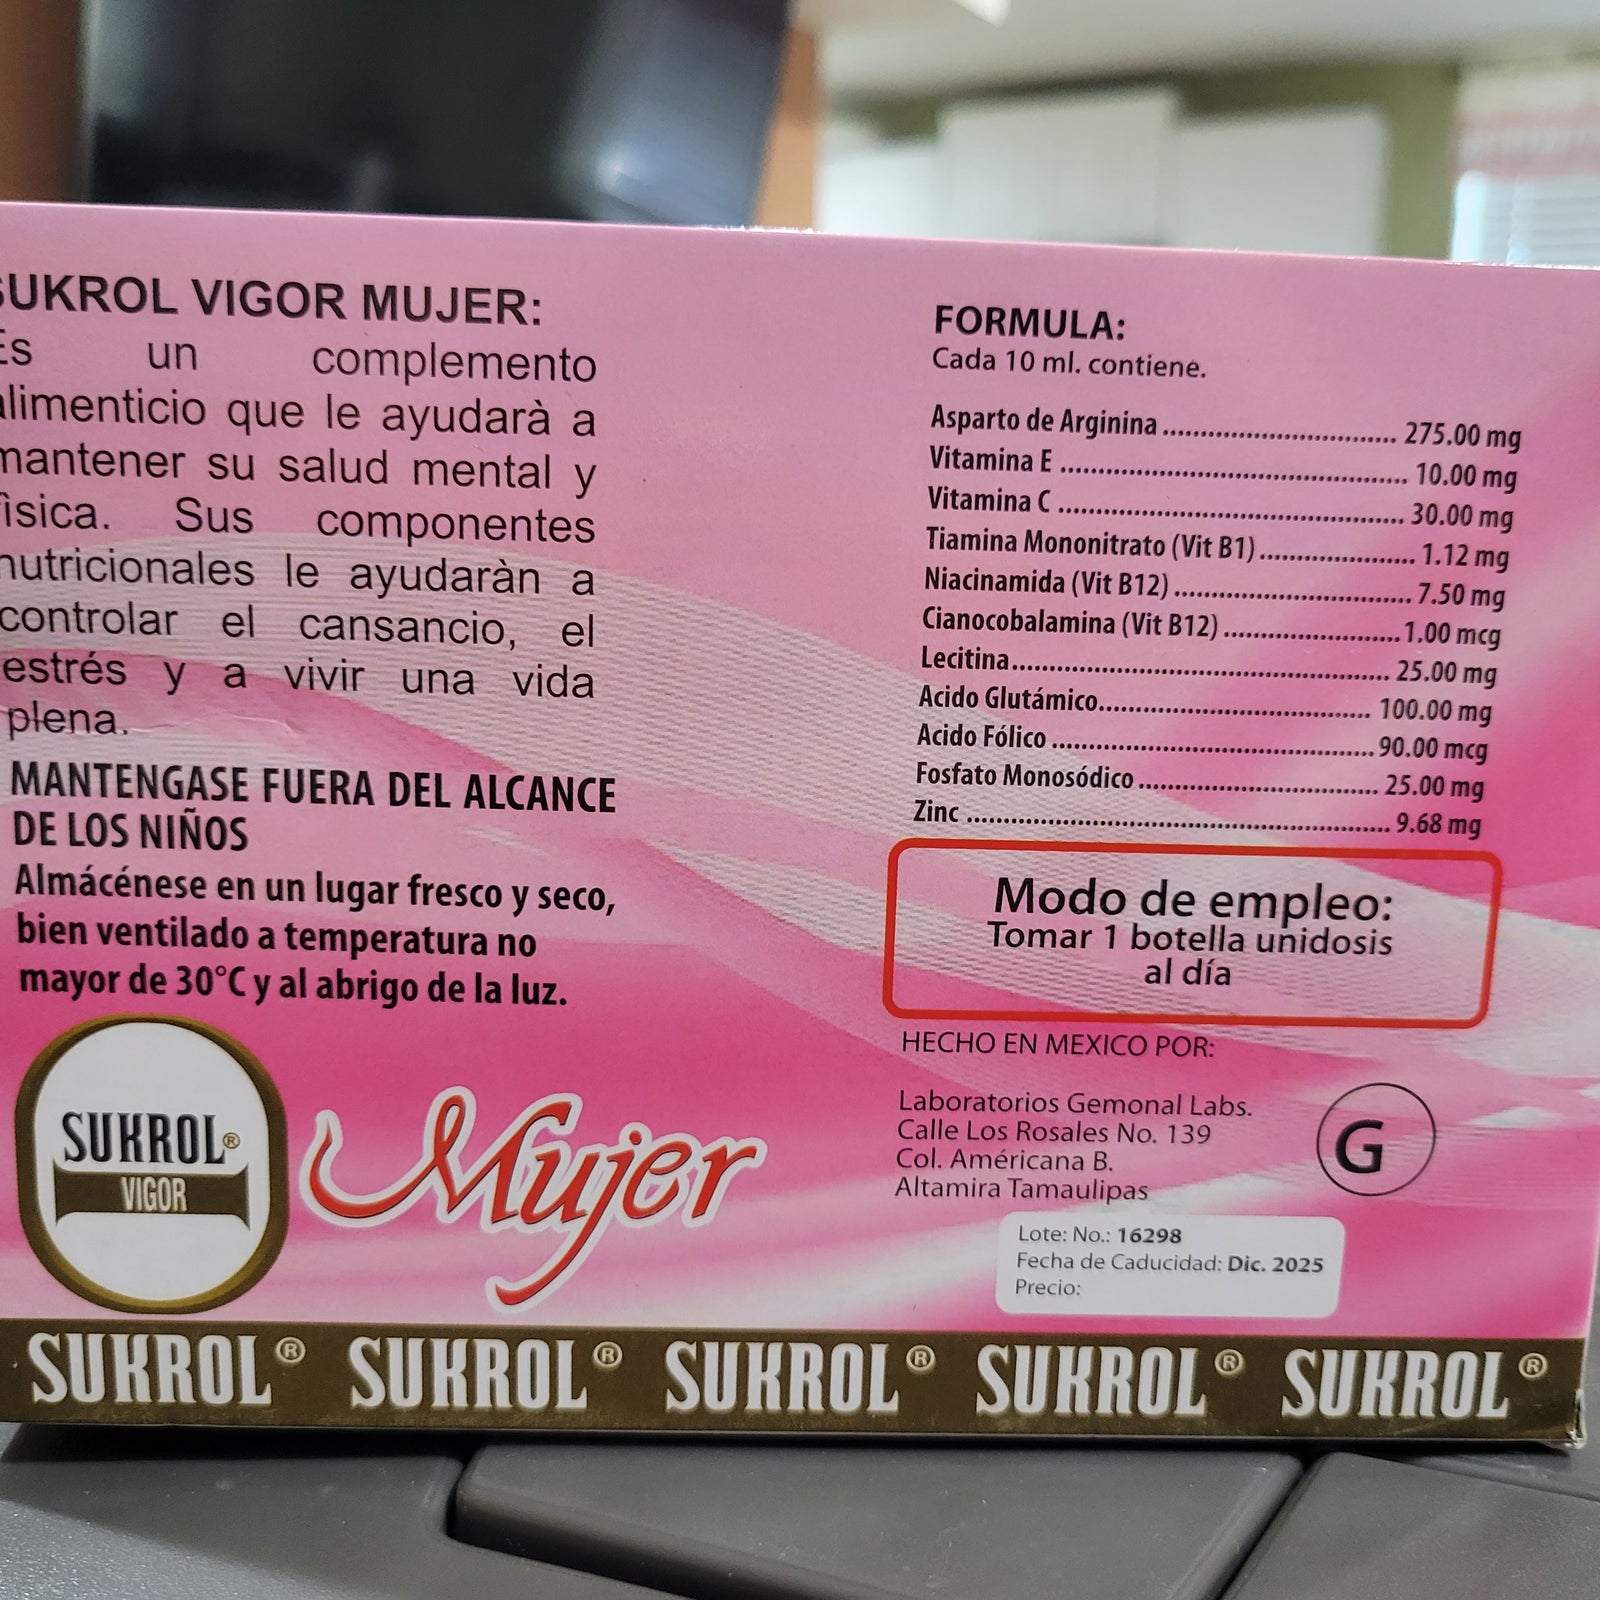 SUKROL VIGOR MUJER:
Es un complemento
alimenticio que le ayudarà a
mantener su salud mental y
fìsica. Sus componentes
nutricionales le ayudaràn a
controlar el cansancio, el
estrés y a vivir una vida
plena.
MANTENGASE FUERA DEL ALCANCE
DE LOS NIÑOS
Almácénese en un lugar fresco y seco,
bien ventilado a temperatura no
mayor de 30°C y al abrigo de la luz.
SUKROL®
VIGOR
Mujer
FORMULA:
Cada 10 ml. contiene.
Asparto de Arginina ........ 275.00 mg
Vitamina E ........ 10.00 mg
Vitamina C ........ 30.00 mg
Tiamina Mononitrato (Vit B1) ........ 1.12 mg
Niacinamida (Vit B12) ........ 7.50 mg
Cianocobalamina (Vit B12) ........ 1.00 mcg
Lecitina ........ 25.00 mg
Acido Glutámico ........ 100.00 mg
Acido Fólico ........ 90.00 mcg
Fosfato Monosódico ........ 25.00 mg
Zinc ........ 9.68 mg
Modo de empleo:
Tomar 1 botella unidosis
al día
HECHO EN MEXICO POR:
Laboratorios Gemonal Labs.
Calle Los Rosales No. 139
Col. Américana B.
Altamira Tamaulipas
G
Lote: No.: 16298
Fecha de Caducidad: Dic. 2025
Precio:
SUKROL® SUKROL® SUKROL® SUKROL® SUKROL®